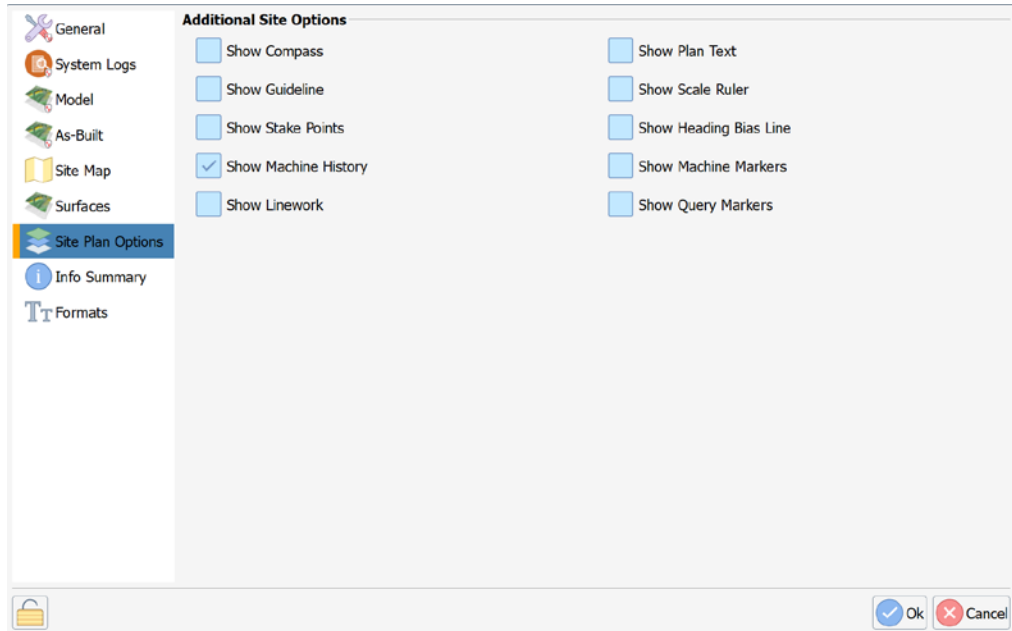 General
System Logs
Model
As-Built
Site Map
Surfaces
Site Plan Options
Info Summary
Formats
Additional Site Options
Show Compass
Show Plan Text
Show Guideline
Show Scale Ruler
Show Stake Points
Show Heading Bias Line
Show Machine History
Show Machine Markers
Show Linework
Show Query Markers
Ok
Cancel